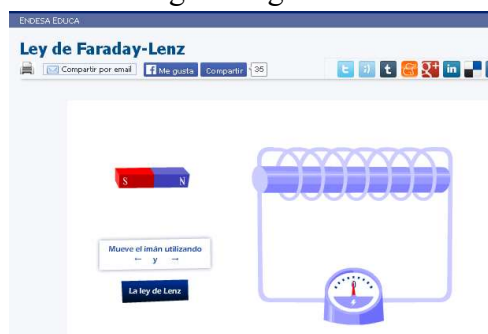 ENDESA EDUCA
Ley de Faraday-Lenz
Compartir por email
Me gusta
Compartir
35
S N
Mueve el imán utilizando
← y →
La ley de Lenz